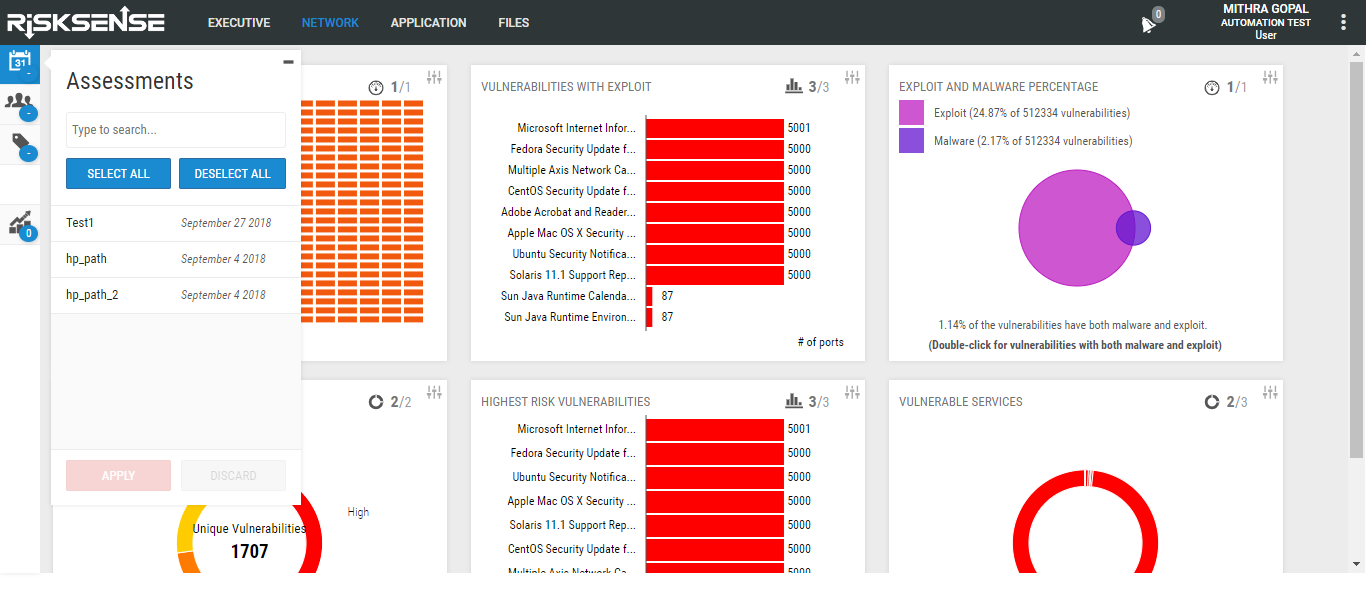 RiSKSENSE
EXECUTIVE
NETWORK
APPLICATION
FILES
0
MITHRA GOPAL
AUTOMATION TEST
User
31
-
-
-
0
Assessments
Type to search...
SELECT ALL
DESELECT ALL
Test1 September 27 2018
hp_path September 4 2018
hp_path_2 September 4 2018
APPLY
DISCARD
1/1
VULNERABILITIES WITH EXPLOIT
3/3
Microsoft Internet Infor... 5001
Fedora Security Update f... 5000
Multiple Axis Network Ca... 5000
CentOS Security Update f... 5000
Adobe Acrobat and Reader... 5000
Apple Mac OS X Security ... 5000
Ubuntu Security Notifica... 5000
Solaris 11.1 Support Rep... 5000
Sun Java Runtime Calenda... 87
Sun Java Runtime Environ... 87
# of ports
EXPLOIT AND MALWARE PERCENTAGE
1/1
Exploit (24.87% of 512334 vulnerabilities)
Malware (2.17% of 512334 vulnerabilities)
1.14% of the vulnerabilities have both malware and exploit.
(Double-click for vulnerabilities with both malware and exploit)
2/2
High
Unique Vulnerabilities
1707
HIGHEST RISK VULNERABILITIES
3/3
Microsoft Internet Infor... 5001
Fedora Security Update f... 5000
Ubuntu Security Notifica... 5000
Apple Mac OS X Security ... 5000
Solaris 11.1 Support Rep... 5000
CentOS Security Update f... 5000
Multiple Axis Network Ca... 5000
VULNERABLE SERVICES
2/3